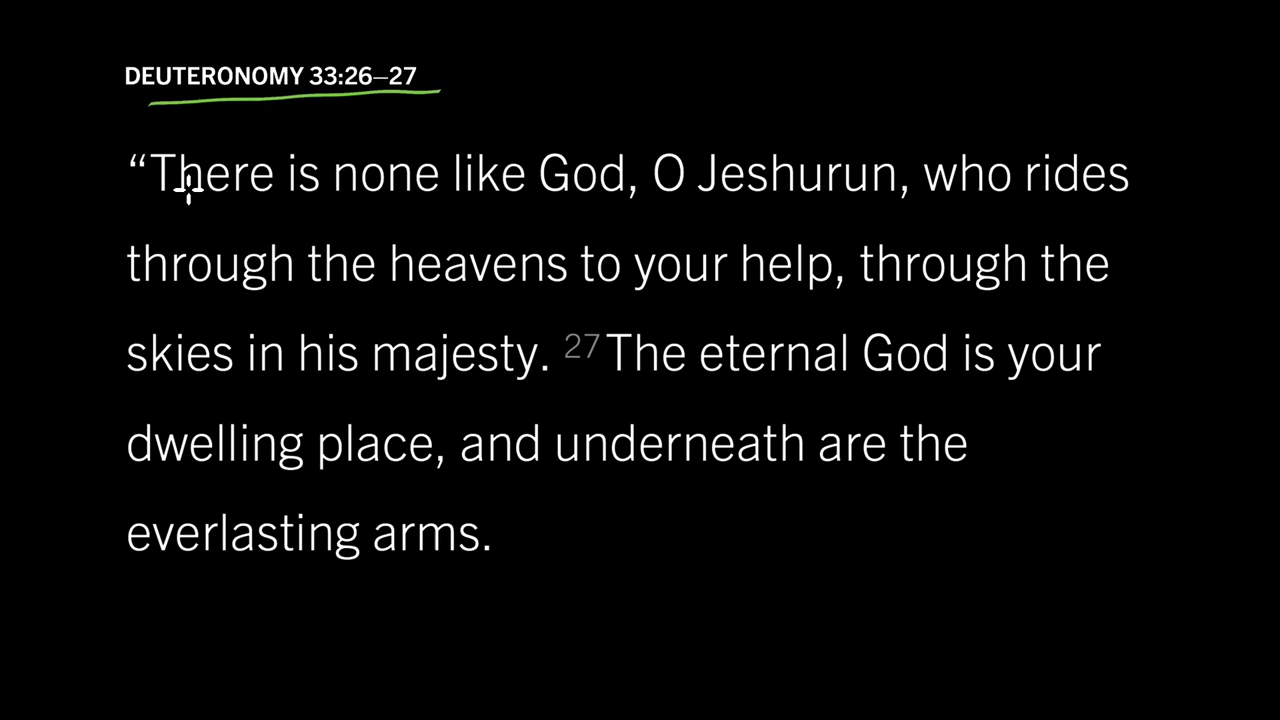 DEUTERONOMY 33:26–27
“There is none like God, O Jeshurun, who rides
through the heavens to your help, through the
skies in his majesty. 27 The eternal God is your
dwelling place, and underneath are the
everlasting arms.